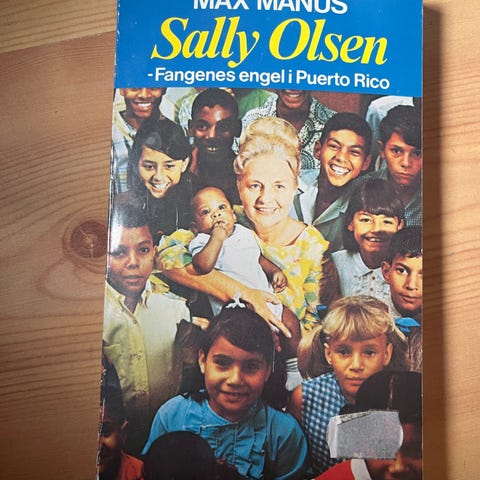 MAX MANUS
Sally Olsen
-Fangenes engel i Puerto Rico